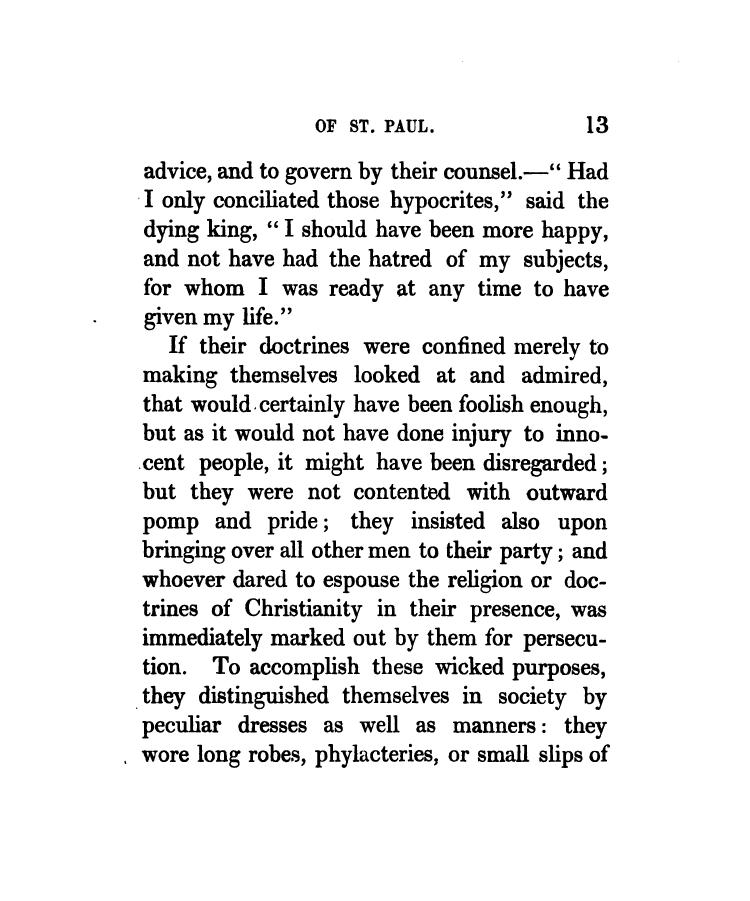 OF ST. PAUL. 13
advice, and to govern by their counsel.—“ Had
I only conciliated those hypocrites,” said the
dying king, “ I should have been more happy,
and not have had the hatred of my subjects,
for whom I was ready at any time to have
given my life.”
If their doctrines were confined merely to
making themselves looked at and admired,
that would certainly have been foolish enough,
but as it would not have done injury to inno-
cent people, it might have been disregarded ;
but they were not contented with outward
pomp and pride ; they insisted also upon
bringing over all other men to their party ; and
whoever dared to espouse the religion or doc-
trines of Christianity in their presence, was
immediately marked out by them for persecu-
tion. To accomplish these wicked purposes,
they distinguished themselves in society by
peculiar dresses as well as manners : they
wore long robes, phylacteries, or small slips of